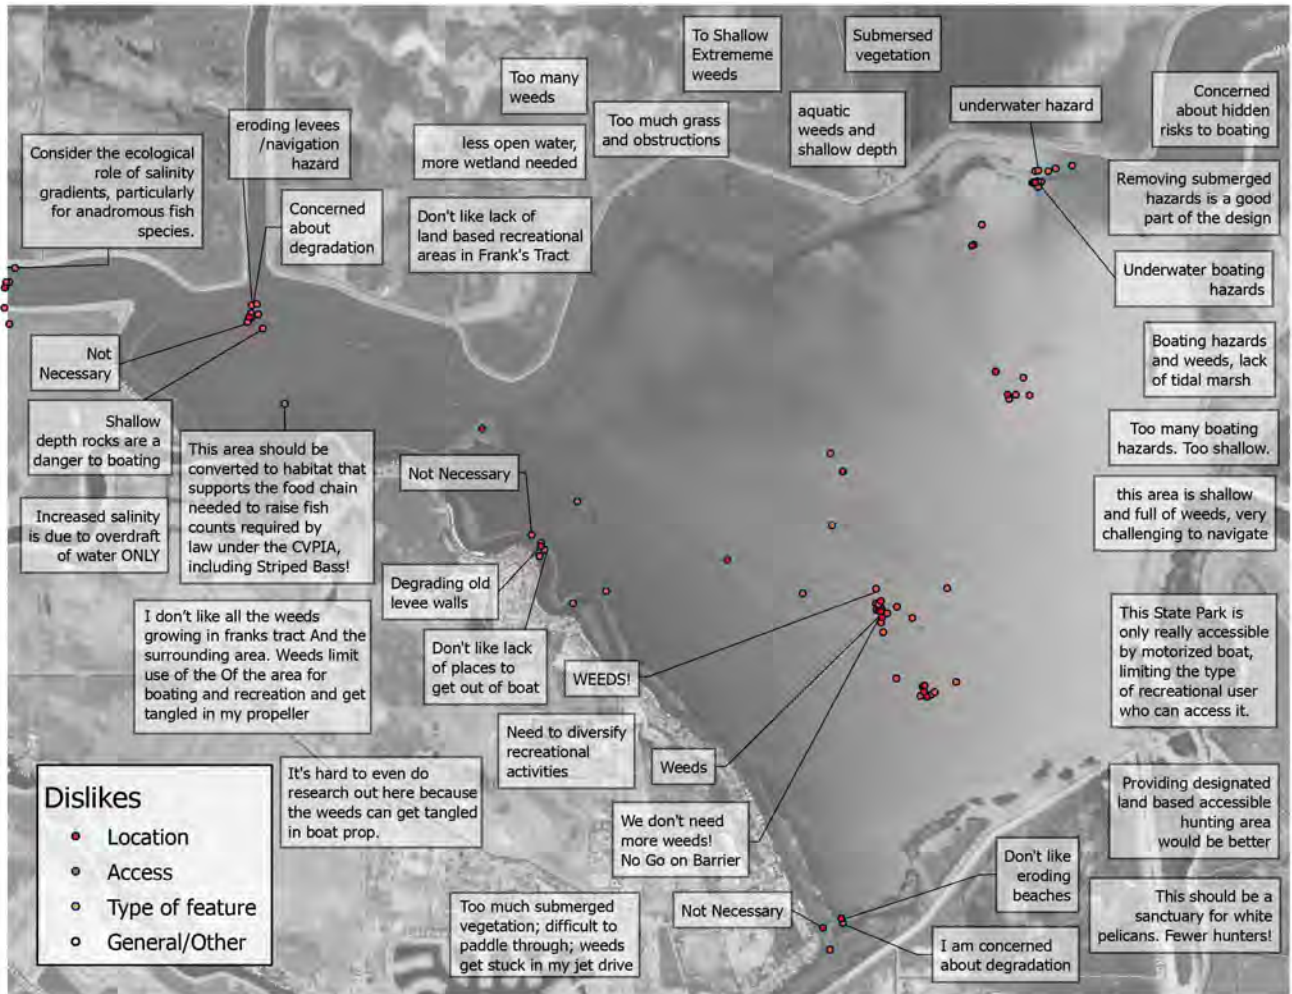 To Shallow
Extrememe
weeds
Submersed
vegetation
Too many
weeds
underwater hazard
Concerned
about hidden
risks to boating
aquatic
weeds and
shallow depth
Too much grass
and obstructions
eroding levees
/navigation
hazard
less open water,
more wetland needed
Consider the ecological
role of salinity
gradients, particularly
for anadromous fish
species.
Removing submerged
hazards is a good
part of the design
Concerned
about
degradation
Don't like lack of
land based recreational
areas in Frank's Tract
Underwater boating
hazards
Not
Necessary
Boating hazards
and weeds, lack
of tidal marsh
Shallow
depth rocks are a
danger to boating
This area should be
converted to habitat that
supports the food chain
needed to raise fish
counts required by
law under the CVPIA,
including Striped Bass!
Not Necessary
Too many boating
hazards. Too shallow.
Increased salinity
is due to overdraft
of water ONLY
this area is shallow
and full of weeds, very
challenging to navigate
Degrading old
levee walls
I don't like all the weeds
growing in franks tract And the
surrounding area. Weeds limit
use of the Of the area for
boating and recreation and get
tangled in my propeller
Don't like lack
of places to
get out of boat
WEEDS!
This State Park is
only really accessible
by motorized boat,
limiting the type
of recreational user
who can access it.
Need to diversify
recreational
activities
Weeds
It's hard to even do
research out here because
the weeds can get tangled
in boat prop.
Providing designated
land based accessible
hunting area
would be better
We don't need
more weeds!
No Go on Barrier
Don't like
eroding
beaches
Too much submerged
vegetation; difficult to
paddle through; weeds
get stuck in my jet drive
Not Necessary
This should be a
sanctuary for white
pelicans. Fewer hunters!
I am concerned
about degradation
Dislikes
Location
Access
Type of feature
General/Other